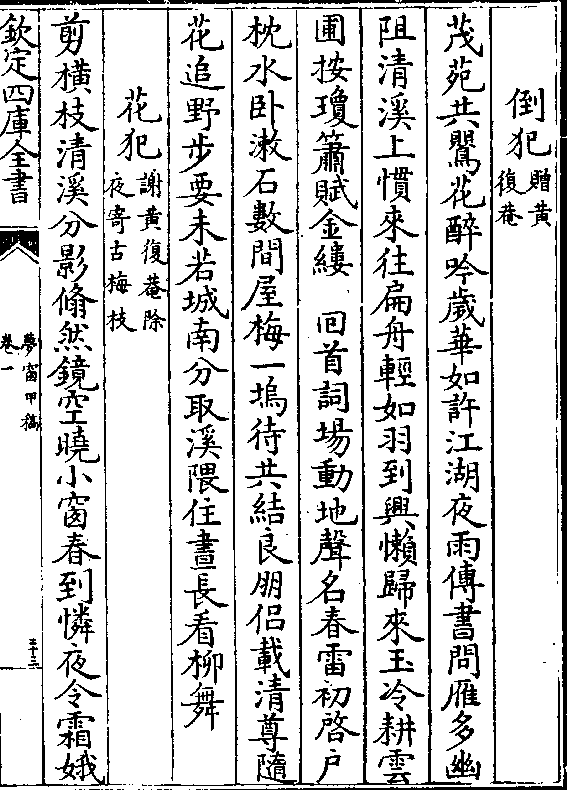 倒犯贈黃復菴
茂苑共鶯花醉吟歲華如許江湖夜雨傳書問雁多幽
阻清溪上慣來往扁舟輕如羽到興懶歸來玉冷耕雲
圃按瓊簫賦金縷 回首詞場動地聲名春雷初啓戶
枕水臥漱石數間屋梅一塢待共結良朋侶載清尊隨
花追野步要未若城南分取溪隈住晝長看柳舞
花犯謝黃復菴除夜寄古梅枝
剪橫枝清溪分影翛然鏡空曉小窗春到憐夜冷霜娥
欽定四庫全書
夢窗甲稿
卷一
三十三